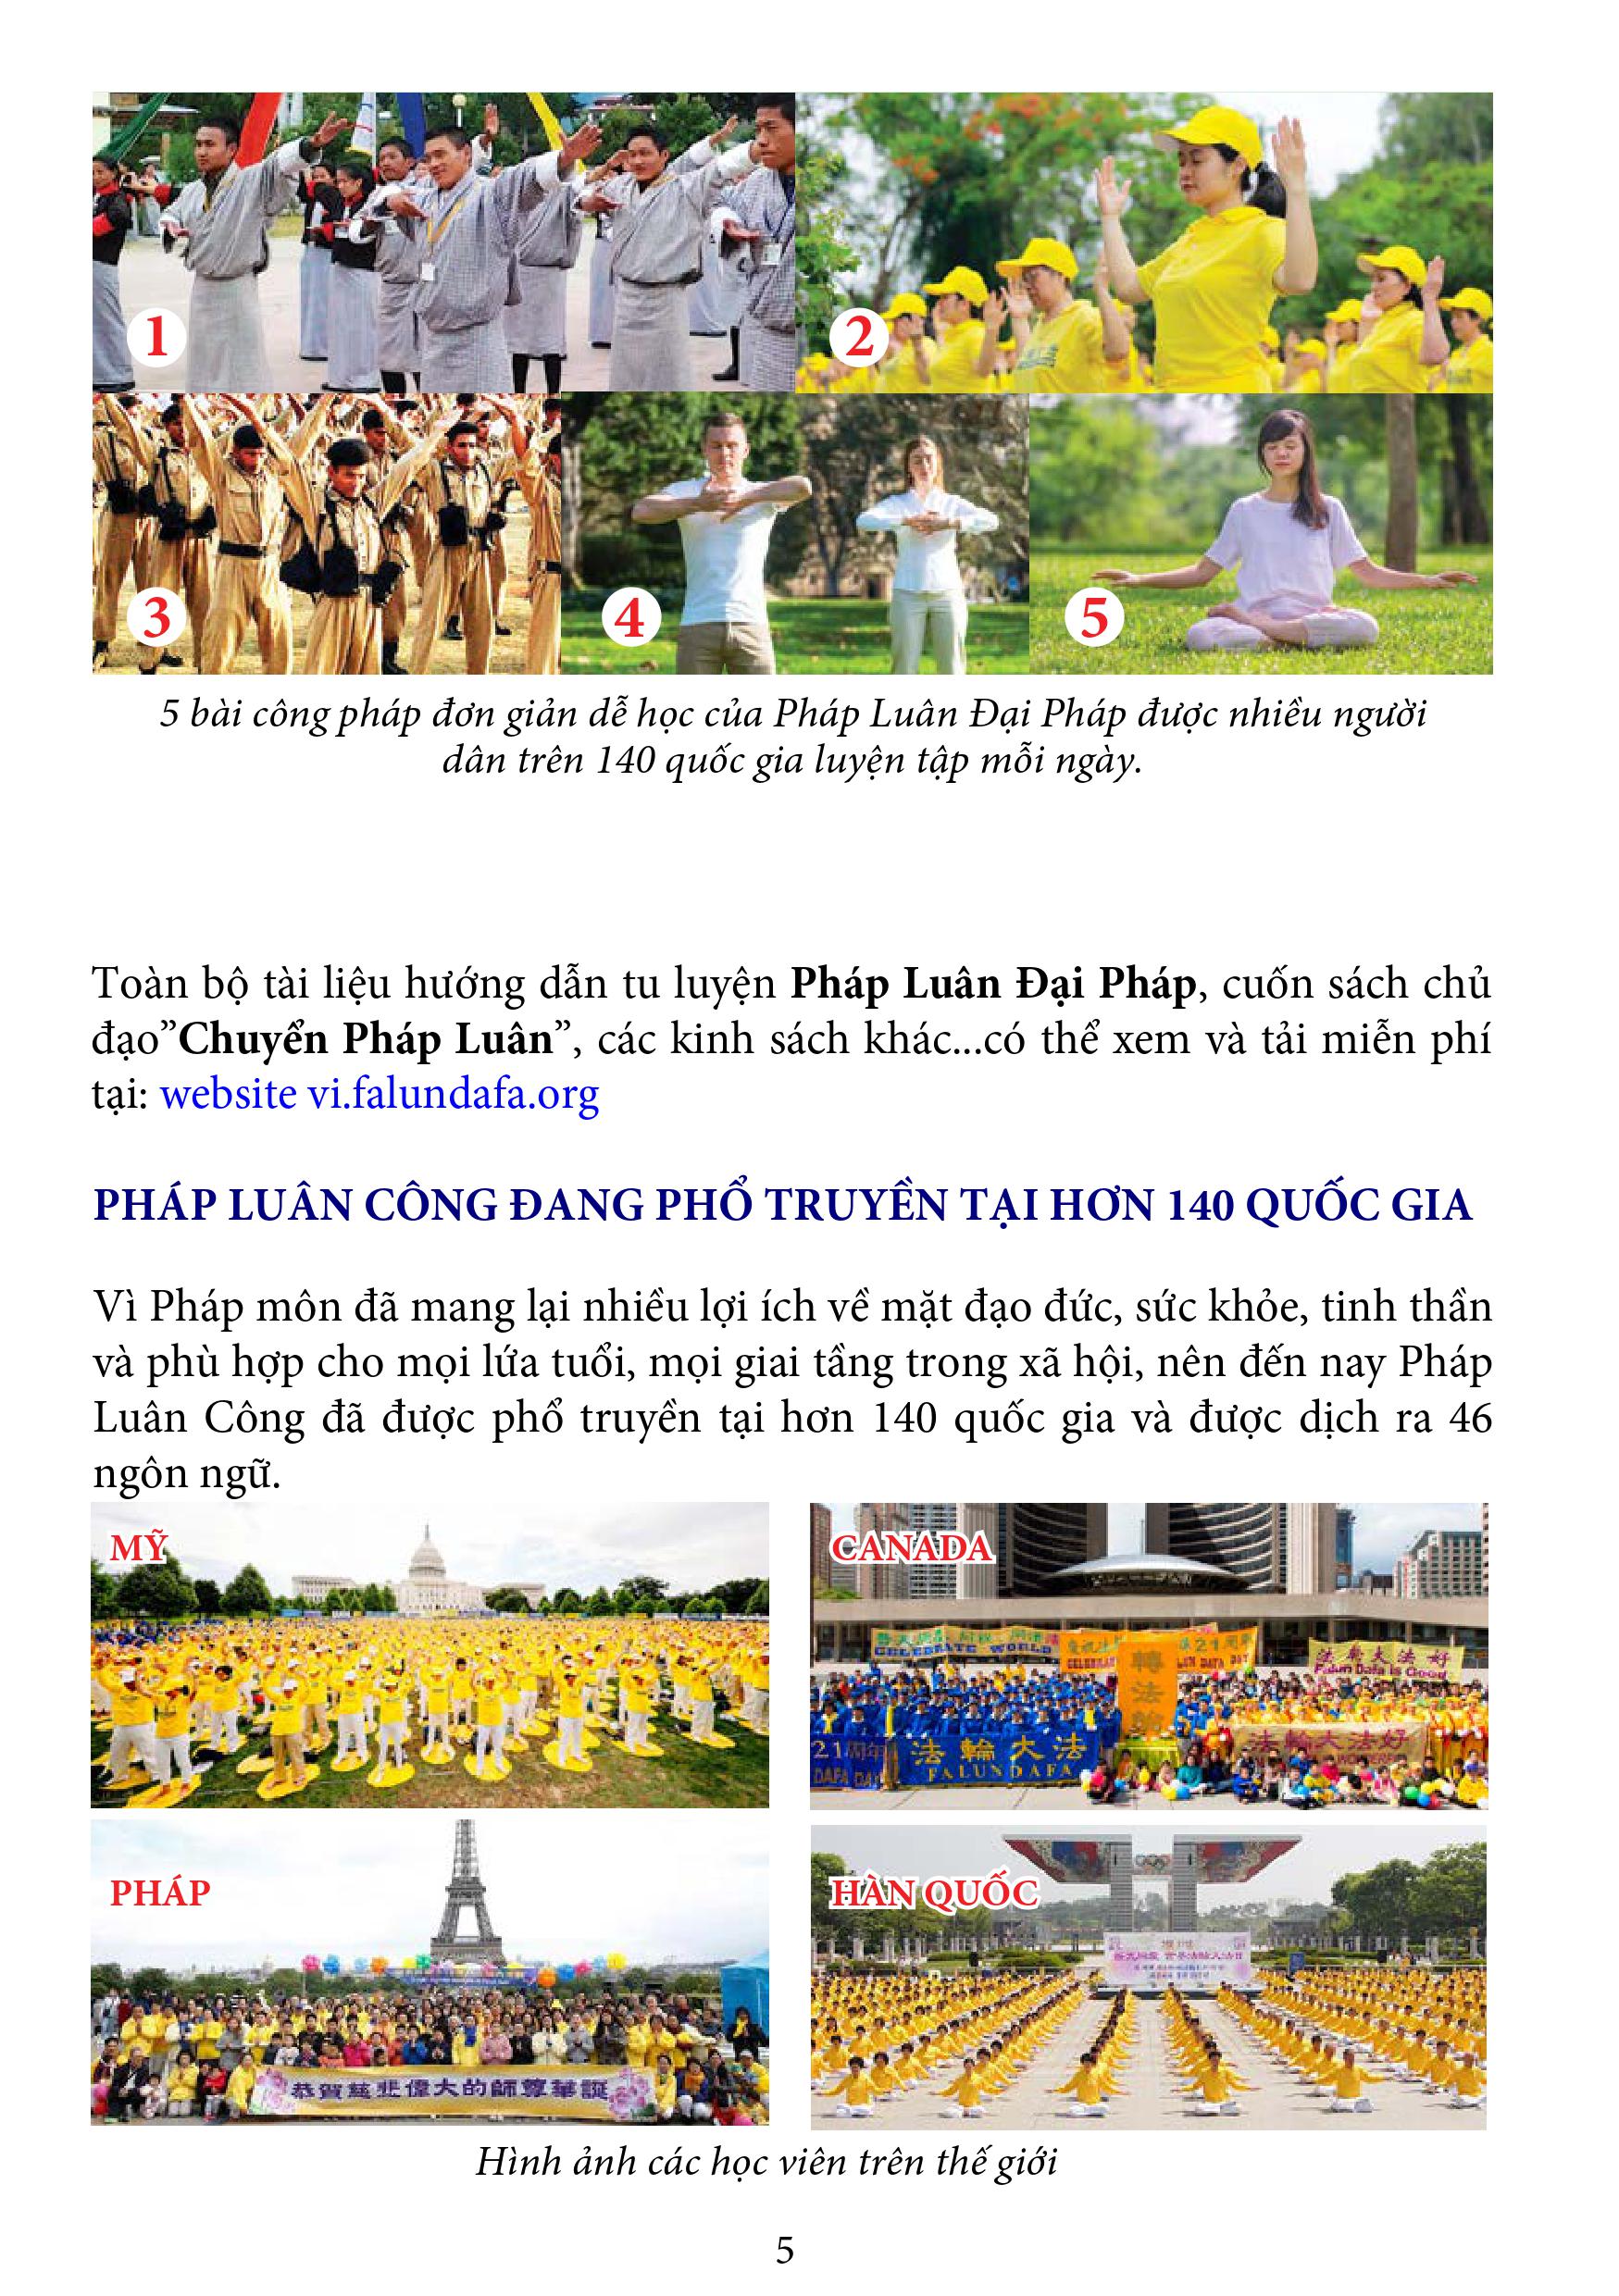 1
2
3
4
5
5 bài công pháp đơn giản dễ học của Pháp Luân Đại Pháp được nhiều người
dân trên 140 quốc gia luyện tập mỗi ngày.
Toàn bộ tài liệu hướng dẫn tu luyện Pháp Luân Đại Pháp, cuốn sách chủ
đạo”Chuyển Pháp Luân”, các kinh sách khác...có thể xem và tải miễn phí
tại: website vi.falundafa.org
PHÁP LUÂN CÔNG ĐANG PHỔ TRUYỀN TẠI HƠN 140 QUỐC GIA
Vì Pháp môn đã mang lại nhiều lợi ích về mặt đạo đức, sức khỏe, tinh thần
và phù hợp cho mọi lứa tuổi, mọi giai tầng trong xã hội, nên đến nay Pháp
Luân Công đã được phổ truyền tại hơn 140 quốc gia và được dịch ra 46
ngôn ngữ.
MỸ
CANADA
CELEBRATE WORLD
法輪大法好
Falun Dafa is Good
轉法輪
21周年
DAFA DAY
法輪大法
FALUN DAFA
法輪大法好
PHÁP
恭賀慈悲偉大的師尊華誕
HÀN QUỐC
Hình ảnh các học viên trên thế giới
5